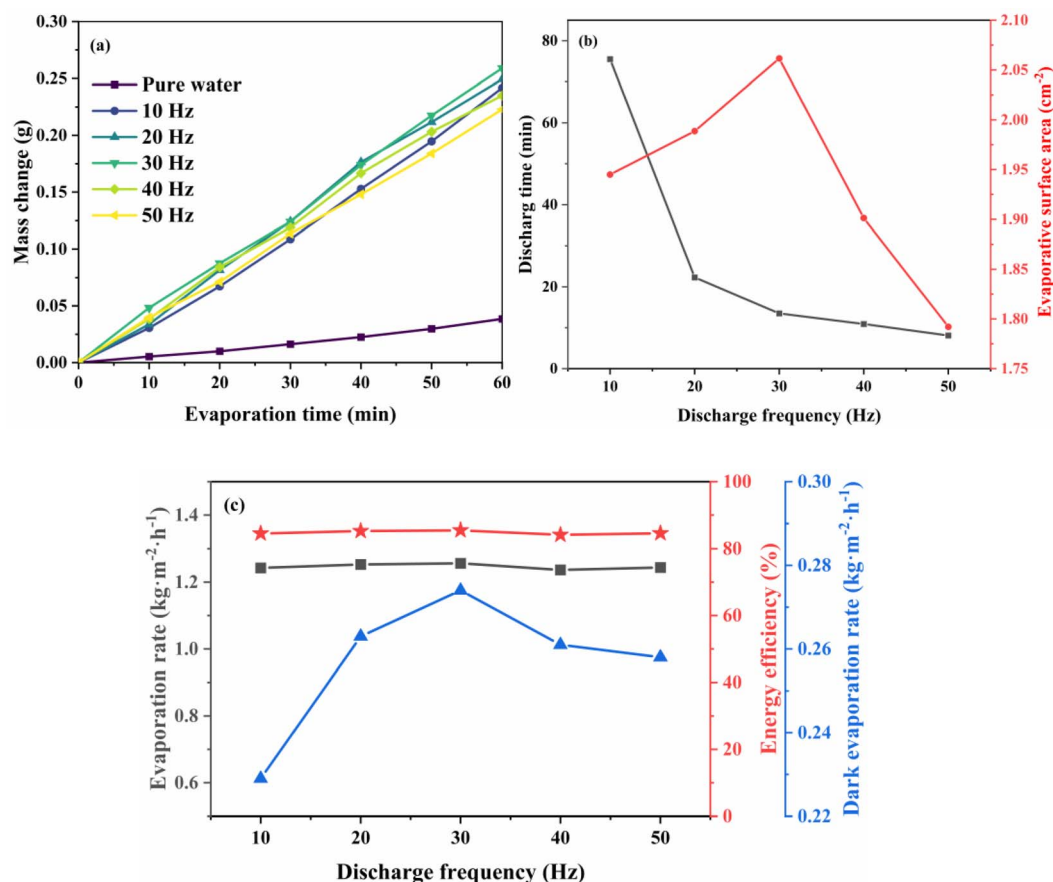 (a)
Pure water
10 Hz
20 Hz
30 Hz
40 Hz
50 Hz
0.30
0.25
0.20
0.15
0.10
0.05
0.00
Mass change (g)
0 10 20 30 40 50 60
Evaporation time (min)
(b)
80
60
40
20
0
Discharg time (min)
2.10
2.05
2.00
1.95
1.90
1.85
1.80
1.75
Evaporative surface area (cm⁻²)
10 20 30 40 50
Discharge frequency (Hz)
(c)
1.4
1.2
1.0
0.8
0.6
Evaporation rate (kg·m⁻²·h⁻¹)
100
80
60
40
20
0
Energy efficiency (%)
0.30
0.28
0.26
0.24
0.22
Dark evaporation rate (kg·m⁻²·h⁻¹)
10 20 30 40 50
Discharge frequency (Hz)